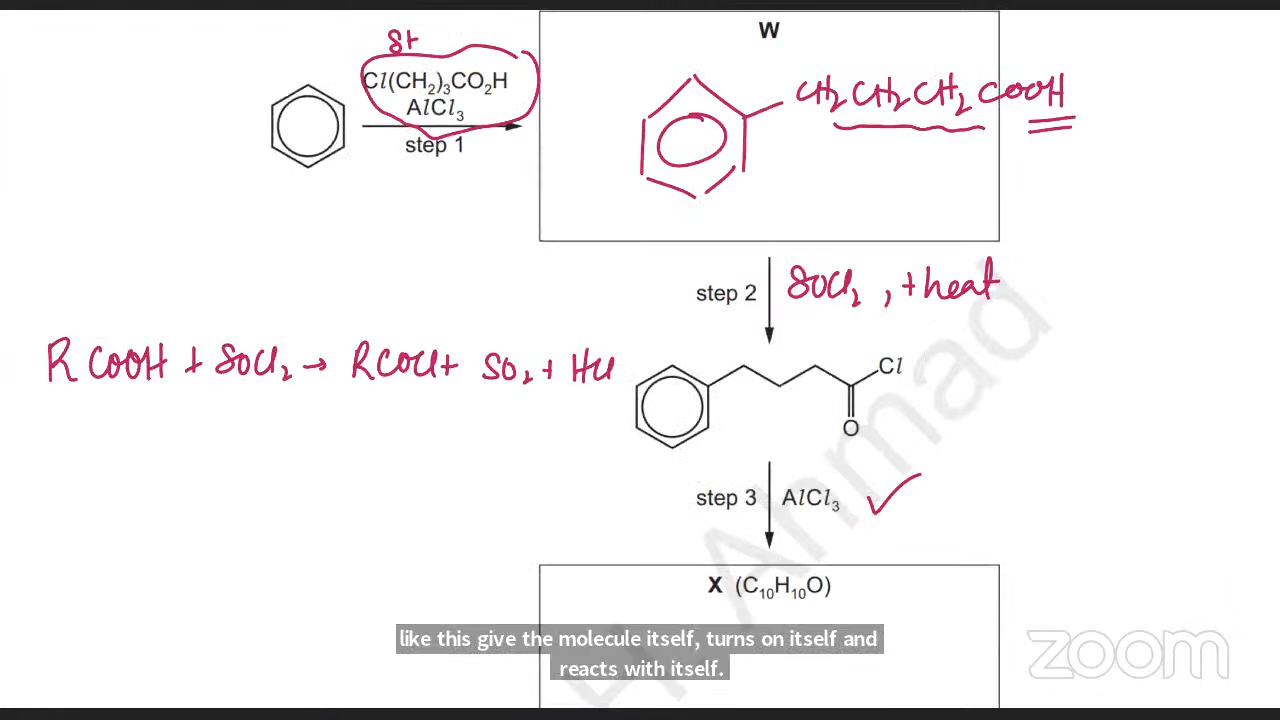 W
δ+
Cl(CH₂)₃CO₂H
AlCl₃
step 1
CH₂CH₂CH₂COOH
step 2
SOCl₂, + heat
RCOOH + SOCl₂ → RCOCl + SO₂ + HCl
Cl
O
step 3
AlCl₃
X (C₁₀H₁₀O)
like this give the molecule itself, turns on itself and
reacts with itself.
Ahmad
zoom